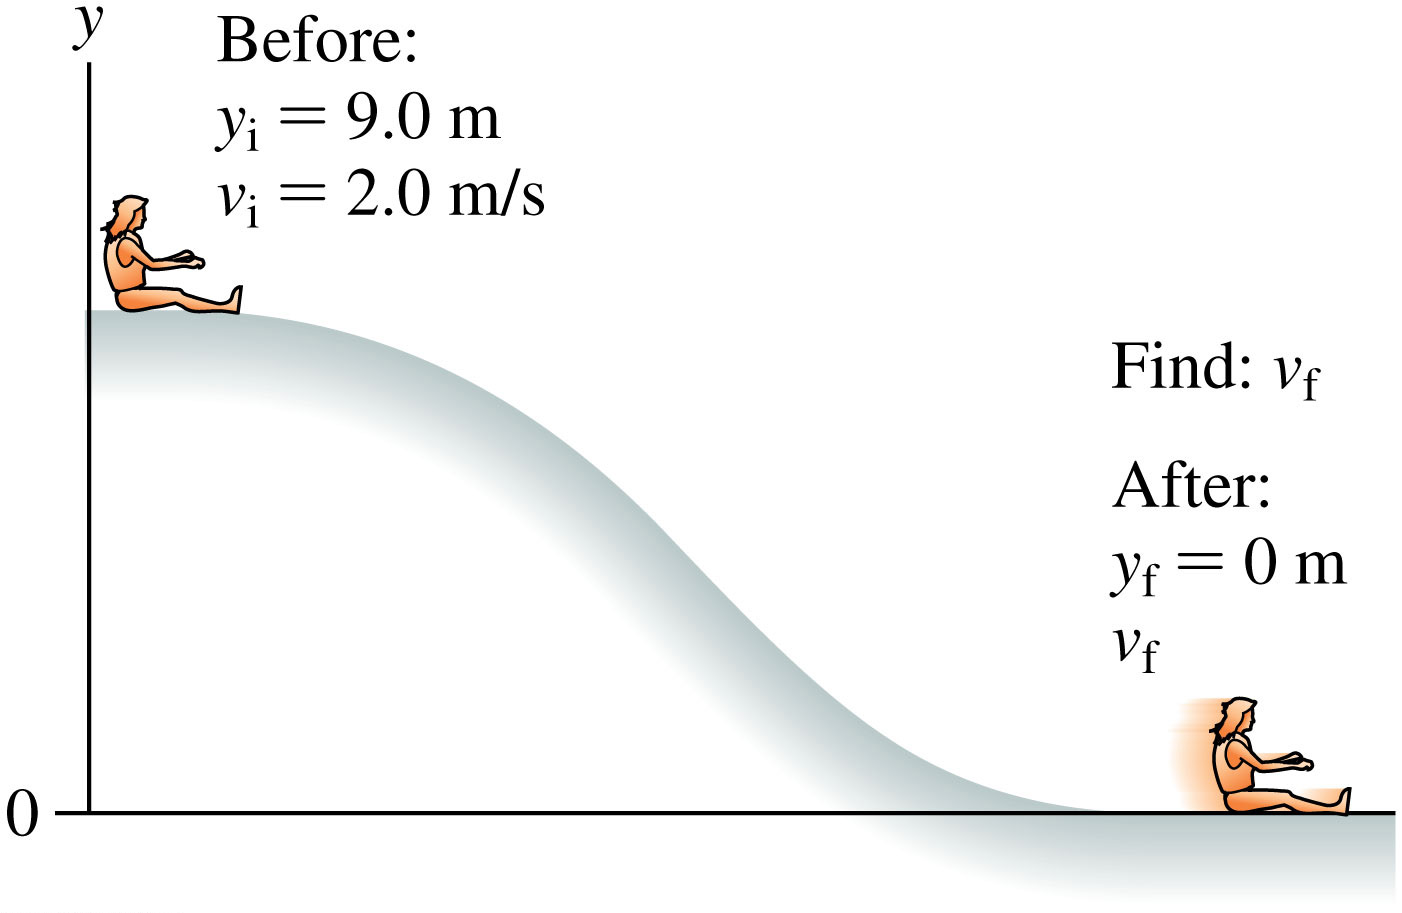 y
Before:
yi = 9.0 m
vi = 2.0 m/s
Find: vf
After:
yf = 0 m
vf
0